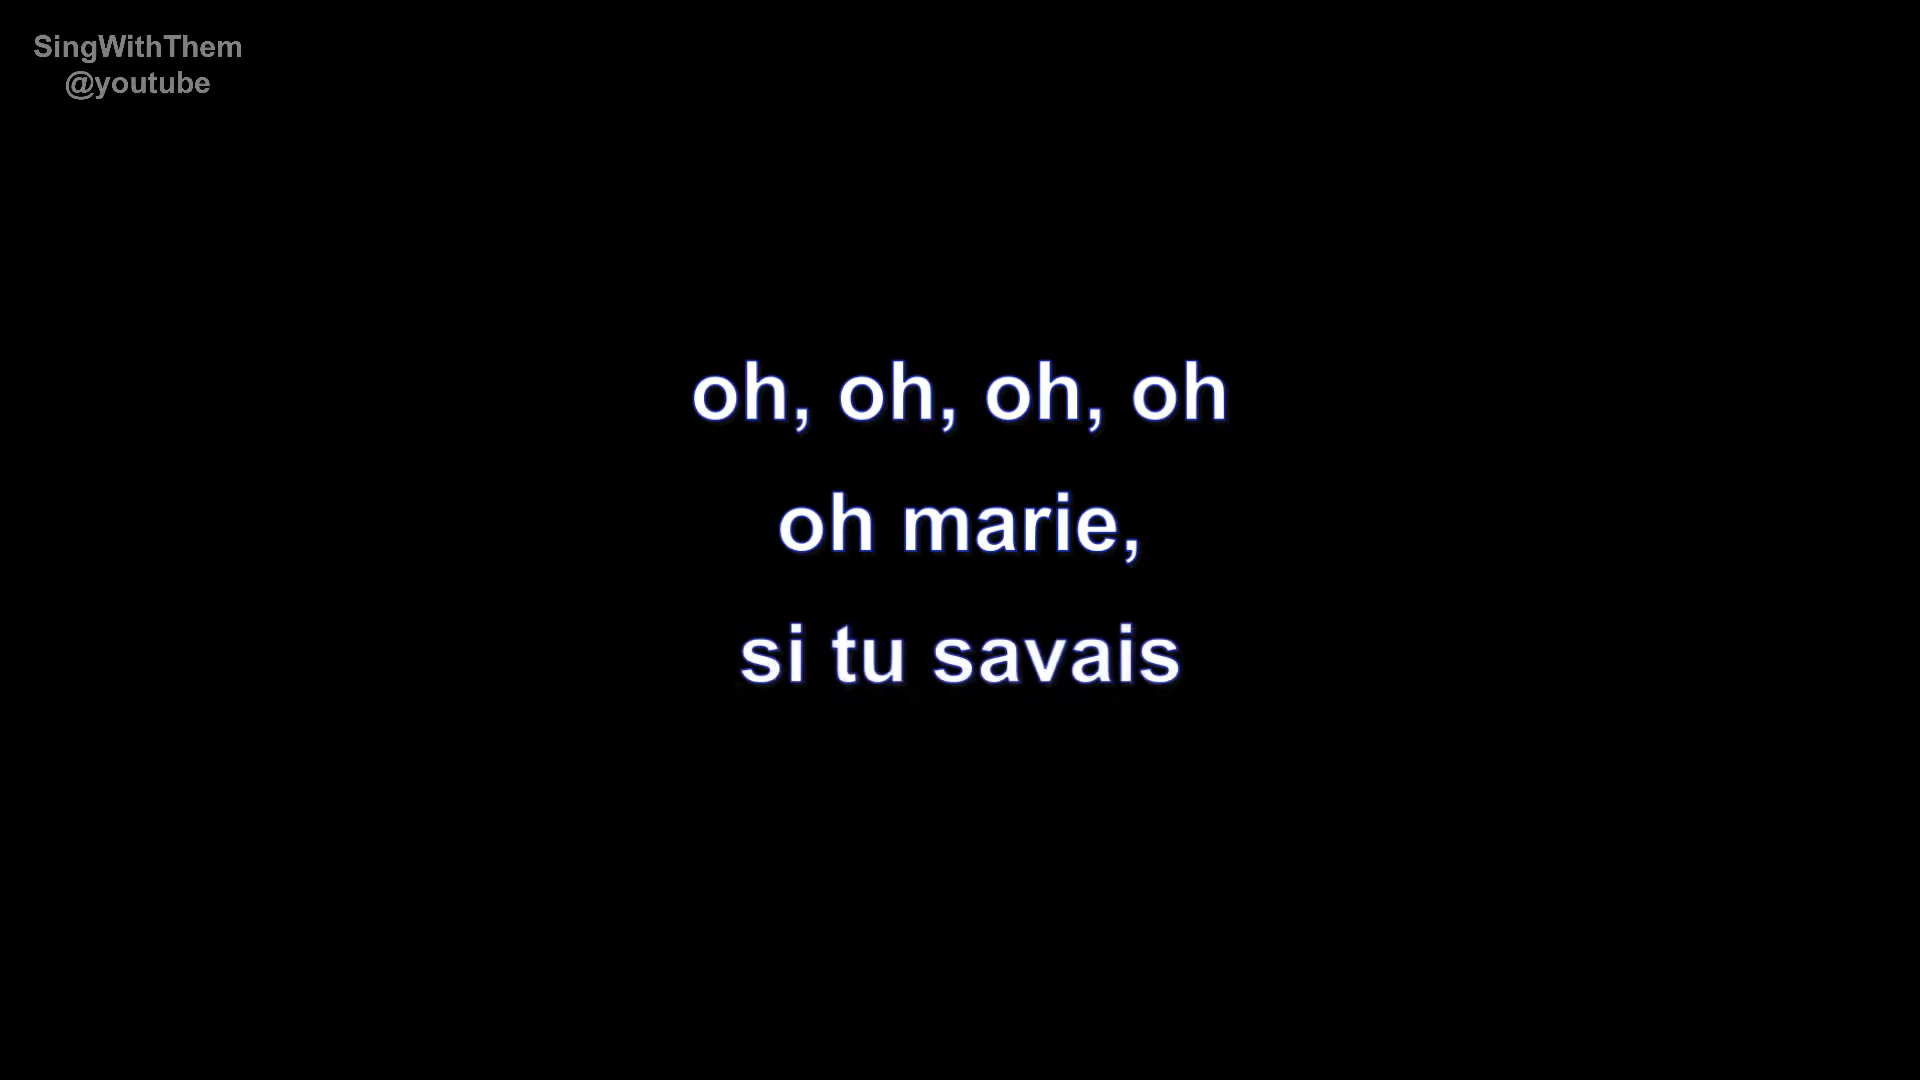 SingWithThem
@youtube
oh, oh, oh, oh
oh marie,
si tu savais